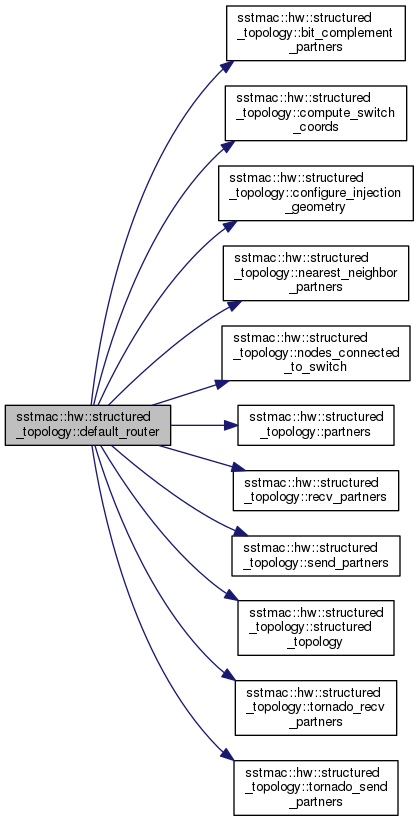 sstmac::hw::structured
_topology::bit_complement
_partners
sstmac::hw::structured
_topology::compute_switch
_coords
sstmac::hw::structured
_topology::configure_injection
_geometry
sstmac::hw::structured
_topology::nearest_neighbor
_partners
sstmac::hw::structured
_topology::nodes_connected
_to_switch
sstmac::hw::structured
_topology::default_router
sstmac::hw::structured
_topology::partners
sstmac::hw::structured
_topology::recv_partners
sstmac::hw::structured
_topology::send_partners
sstmac::hw::structured
_topology::structured
_topology
sstmac::hw::structured
_topology::tornado_recv
_partners
sstmac::hw::structured
_topology::tornado_send
_partners